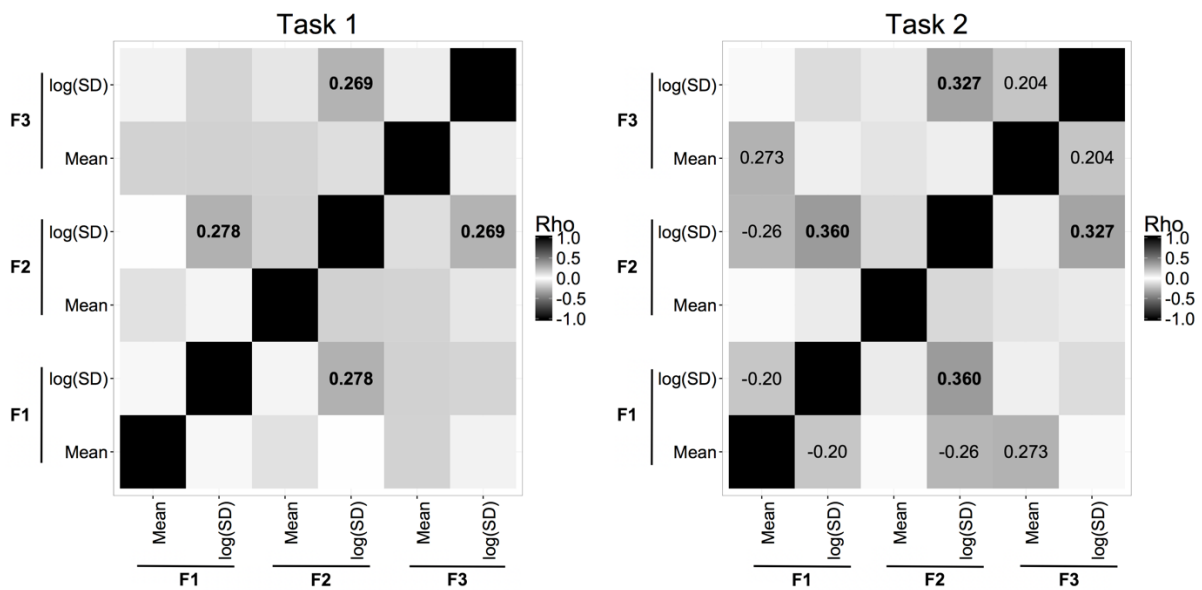 Task 1
F3
log(SD)
0.269
Mean
F2
log(SD)
0.278
0.269
Mean
F1
log(SD)
0.278
Mean
Mean
log(SD)
Mean
log(SD)
Mean
log(SD)
F1
F2
F3
Rho
1.0
0.5
0.0
-0.5
-1.0
Task 2
F3
log(SD)
0.327
0.204
Mean
0.273
0.204
F2
log(SD)
-0.26
0.360
0.327
Mean
F1
log(SD)
-0.20
0.360
Mean
-0.20
-0.26
0.273
Mean
log(SD)
Mean
log(SD)
Mean
log(SD)
F1
F2
F3
Rho
1.0
0.5
0.0
-0.5
-1.0